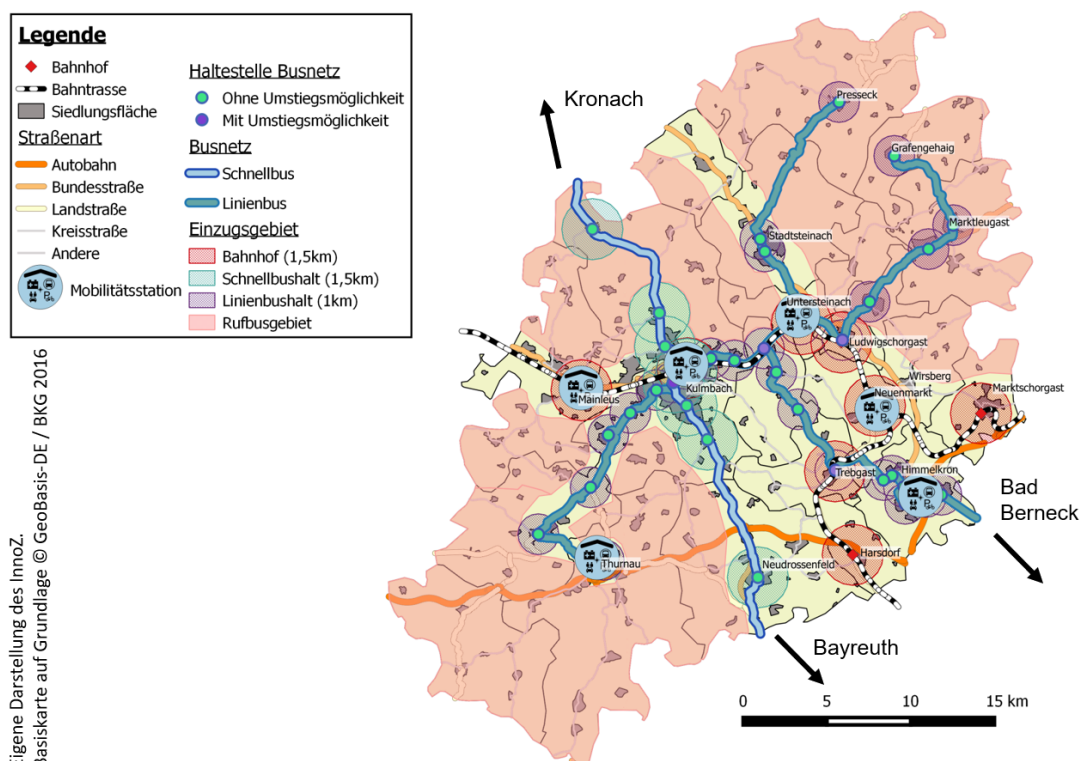 Legende
Bahnhof
Bahntrasse
Siedlungsfläche
Straßenart
Autobahn
Bundesstraße
Landstraße
Kreisstraße
Andere
Mobilitätsstation
Haltestelle Busnetz
Ohne Umstiegsmöglichkeit
Mit Umstiegsmöglichkeit
Busnetz
Schnellbus
Linienbus
Einzugsgebiet
Bahnhof (1,5km)
Schnellbushalt (1,5km)
Linienbushalt (1km)
Rufbusgebiet
Kronach
Presseck
Grafengehaig
Marktleugast
Stadtsteinach
Untersteinach
Ludwigschorgast
Wirsberg
Marktschorgast
Neuenmarkt
Kulmbach
Mainleus
Trebgast
Himmelkron
Bad
Berneck
Harsdorf
Thurnau
Neudrossenfeld
Bayreuth
0 5 10 15 km
Eigene Darstellung des InnoZ.
Basiskarte auf Grundlage © GeoBasis-DE / BKG 2016